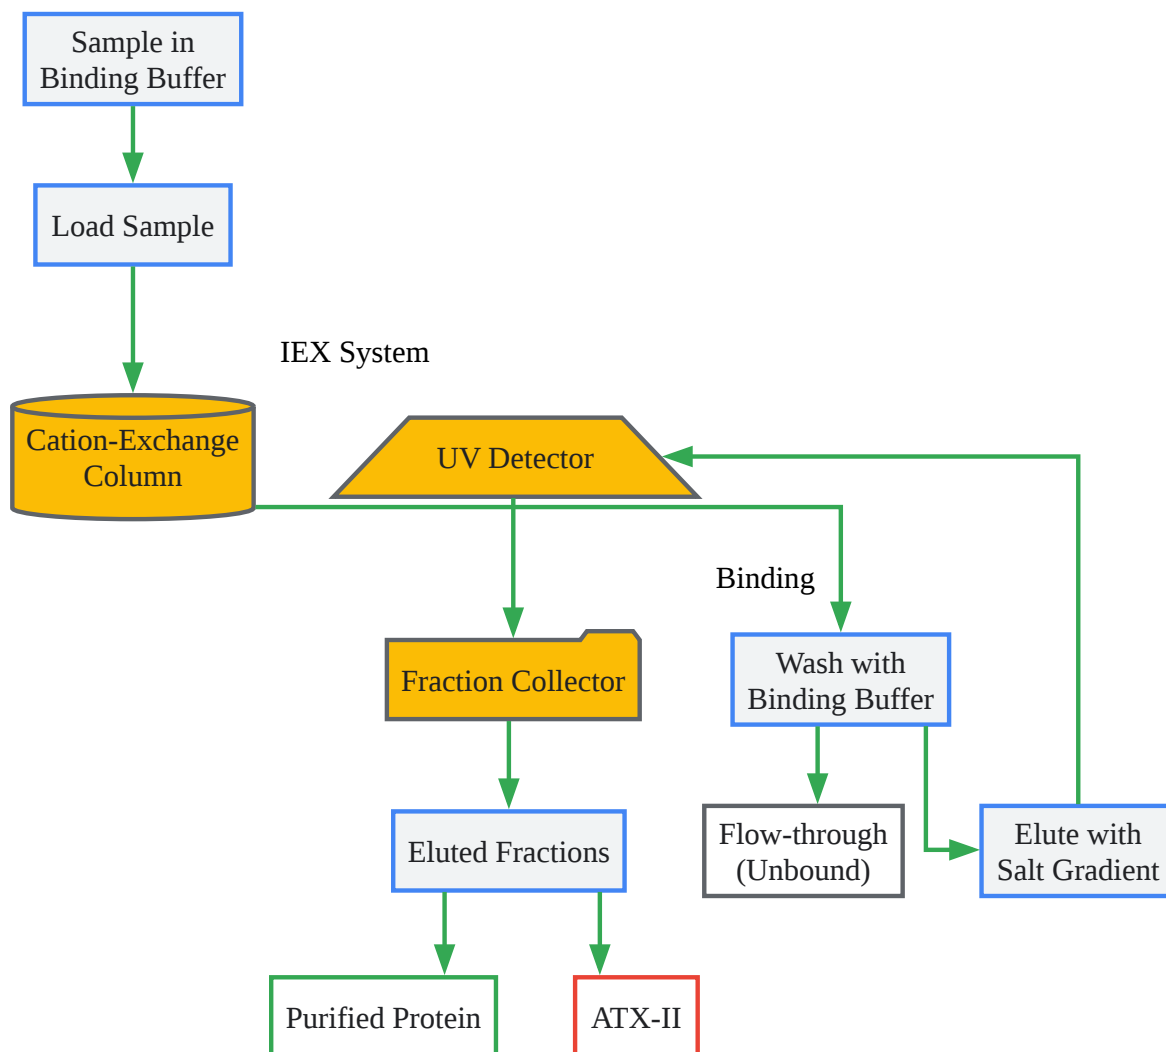 Sample in
Binding Buffer
Load Sample
IEX System
Cation-Exchange
Column
UV Detector
Binding
Fraction Collector
Wash with
Binding Buffer
Eluted Fractions
Flow-through
(Unbound)
Elute with
Salt Gradient
Purified Protein
ATX-II